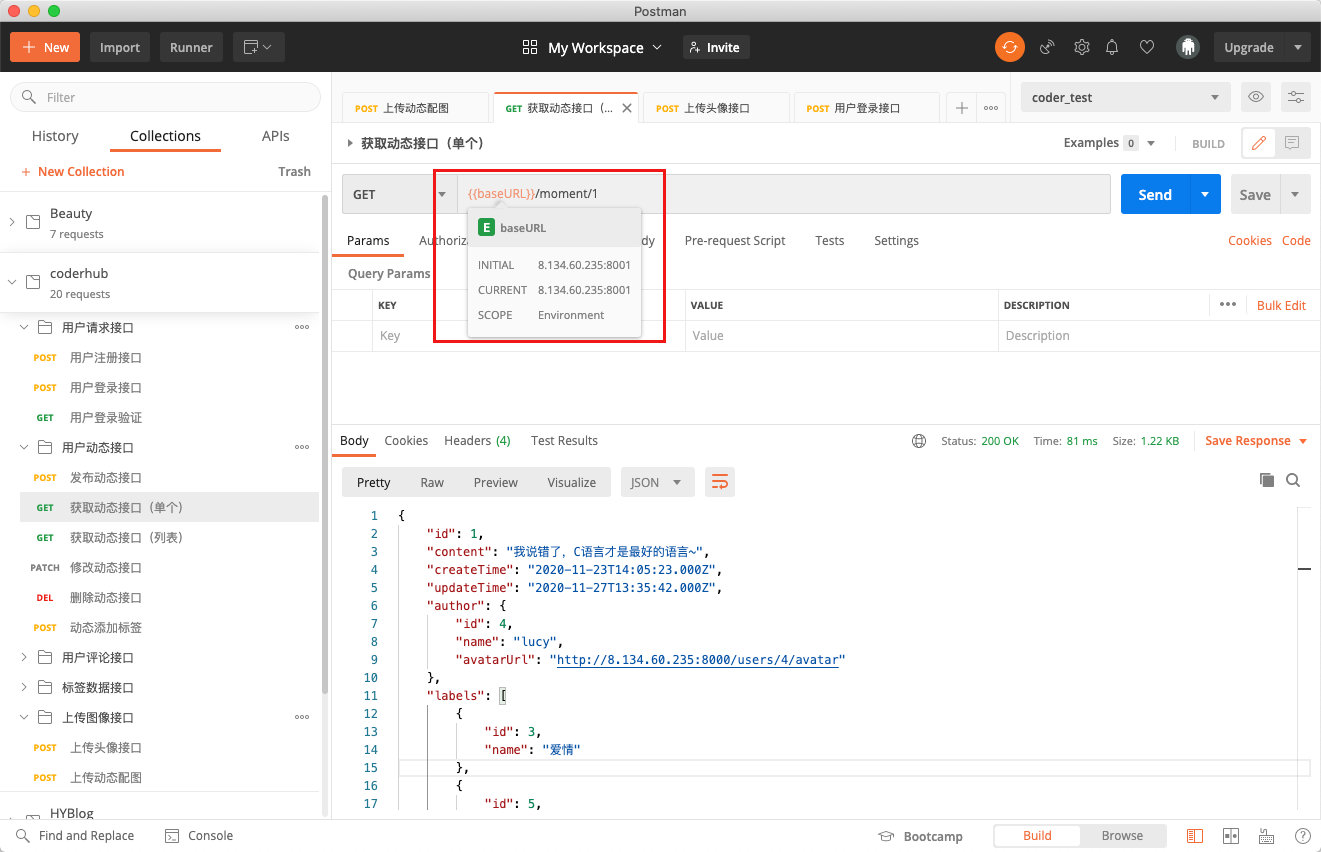 Postman
New
Import
Runner
My Workspace
Invite
Upgrade
Filter
History
Collections
APIs
+ New Collection
Trash
Beauty
7 requests
coderhub
20 requests
用户请求接口
POST 用户注册接口
POST 用户登录接口
GET 用户登录验证
用户动态接口
POST 发布动态接口
GET 获取动态接口（单个）
GET 获取动态接口（列表）
PATCH 修改动态接口
DEL 删除动态接口
POST 动态添加标签
用户评论接口
标签数据接口
上传图像接口
POST 上传头像接口
POST 上传动态配图
HYBlog
POST 上传动态配图
GET 获取动态接口（...
POST 上传头像接口
POST 用户登录接口
coder_test
获取动态接口（单个）
Examples 0
BUILD
GET
{{baseURL}}/moment/1
Send
Save
Params
Authoriza
dy
Pre-request Script
Tests
Settings
Cookies
Code
E baseURL
INITIAL 8.134.60.235:8001
CURRENT 8.134.60.235:8001
SCOPE Environment
Query Params
KEY
VALUE
DESCRIPTION
Bulk Edit
Key
Value
Description
Body
Cookies
Headers (4)
Test Results
Status: 200 OK
Time: 81 ms
Size: 1.22 KB
Save Response
Pretty
Raw
Preview
Visualize
JSON
1 {
2 "id": 1,
3 "content": "我说错了，C语言才是最好的语言~",
4 "createTime": "2020-11-23T14:05:23.000Z",
5 "updateTime": "2020-11-27T13:35:42.000Z",
6 "author": {
7 "id": 4,
8 "name": "lucy",
9 "avatarUrl": "http://8.134.60.235:8000/users/4/avatar"
10 },
11 "labels": [
12 {
13 "id": 3,
14 "name": "爱情"
15 },
16 {
17 "id": 5,
Find and Replace
Console
Bootcamp
Build
Browse